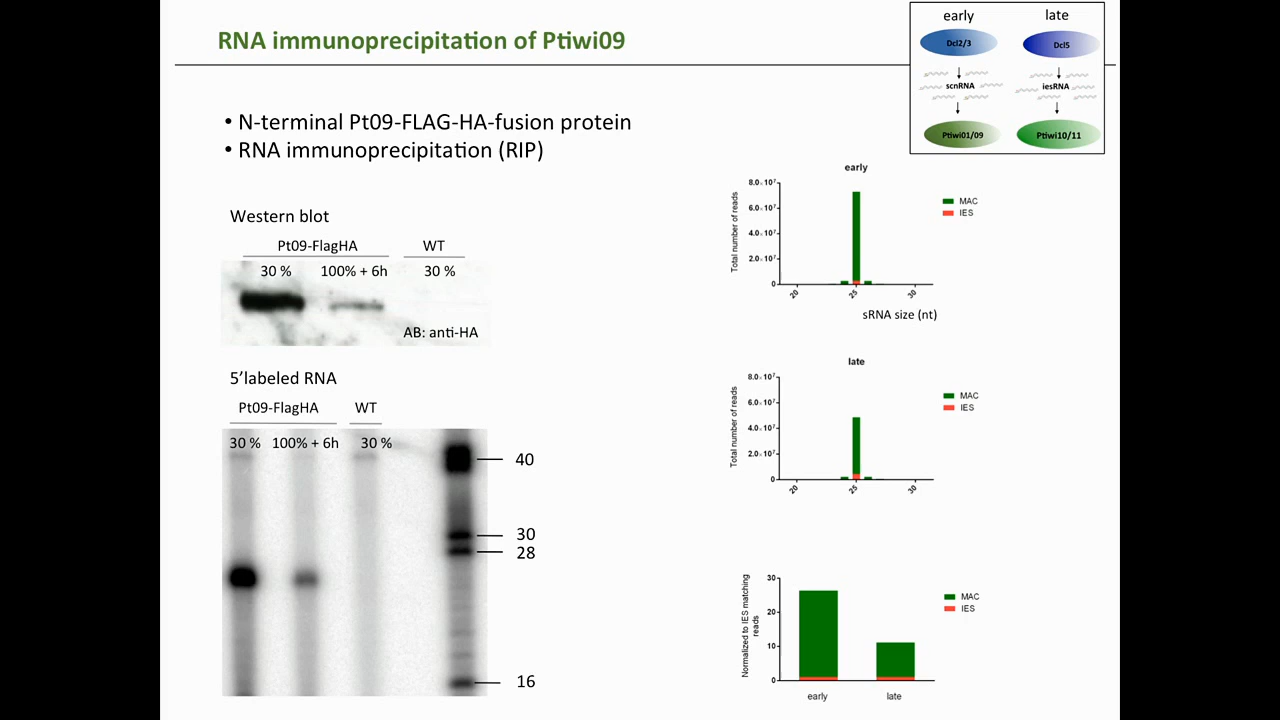 RNA immunoprecipitation of Ptiwi09
early late
Dcl2/3 Dcl5
scnRNA iesRNA
Ptiwi01/09 Ptiwi10/11
• N-terminal Pt09-FLAG-HA-fusion protein
• RNA immunoprecipitation (RIP)
Western blot
Pt09-FlagHA WT
30 % 100% + 6h 30 %
AB: anti-HA
5’labeled RNA
Pt09-FlagHA WT
30 % 100% + 6h 30 %
40
30
28
16
early
Total number of reads
8.0×10⁷
6.0×10⁷
4.0×10⁷
2.0×10⁷
0
20 25 30
sRNA size (nt)
MAC
IES
late
Total number of reads
8.0×10⁷
6.0×10⁷
4.0×10⁷
2.0×10⁷
0
20 25 30
MAC
IES
Normalized to IES matching
reads
30
20
10
0
early late
MAC
IES